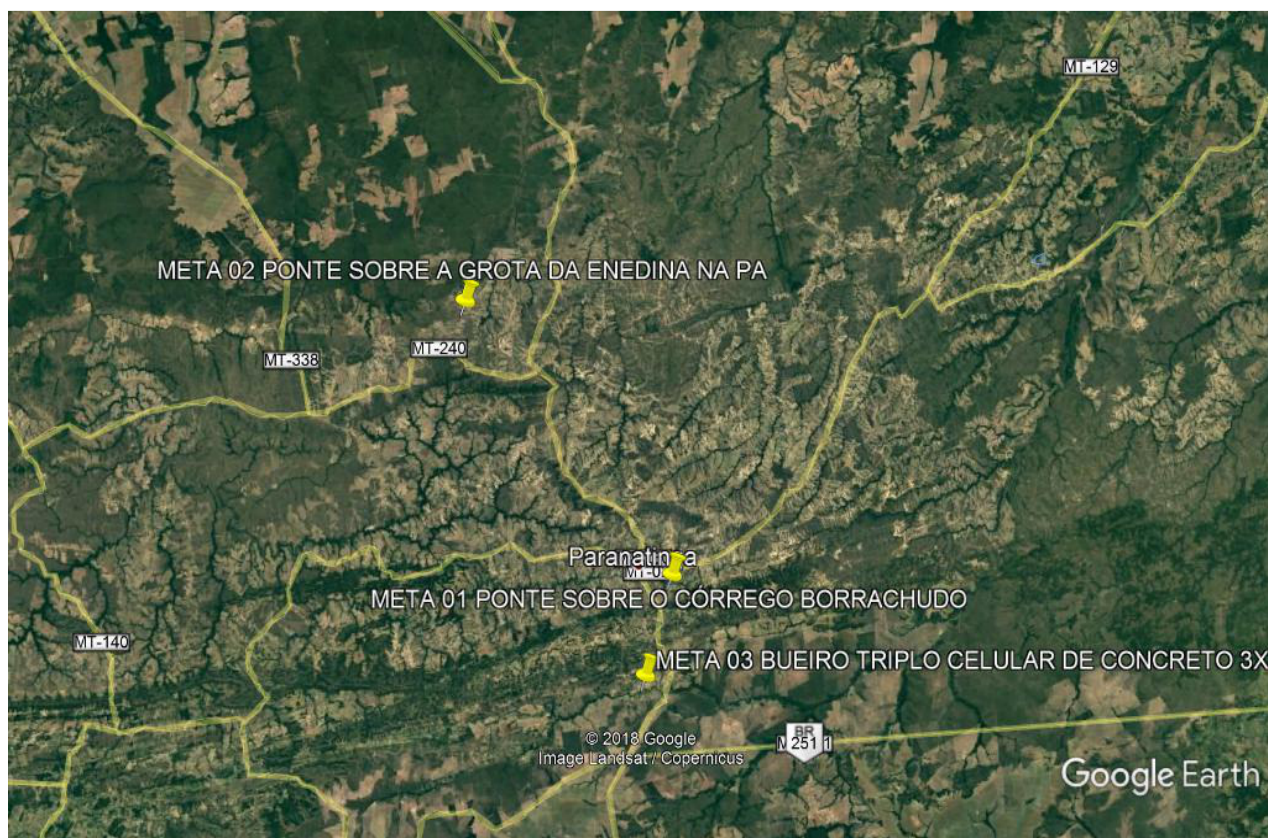 MT-129
META 02 PONTE SOBRE A GROTA DA ENEDINA NA PA
MT-240
MT-338
META 01 PONTE SOBRE O CÓRREGO BORRACHUDO
MT-140
META 03 BUEIRO TRIPLO CELULAR DE CONCRETO 3X
BR
251
© 2018 Google
Image Landsat / Copernicus
Google Earth